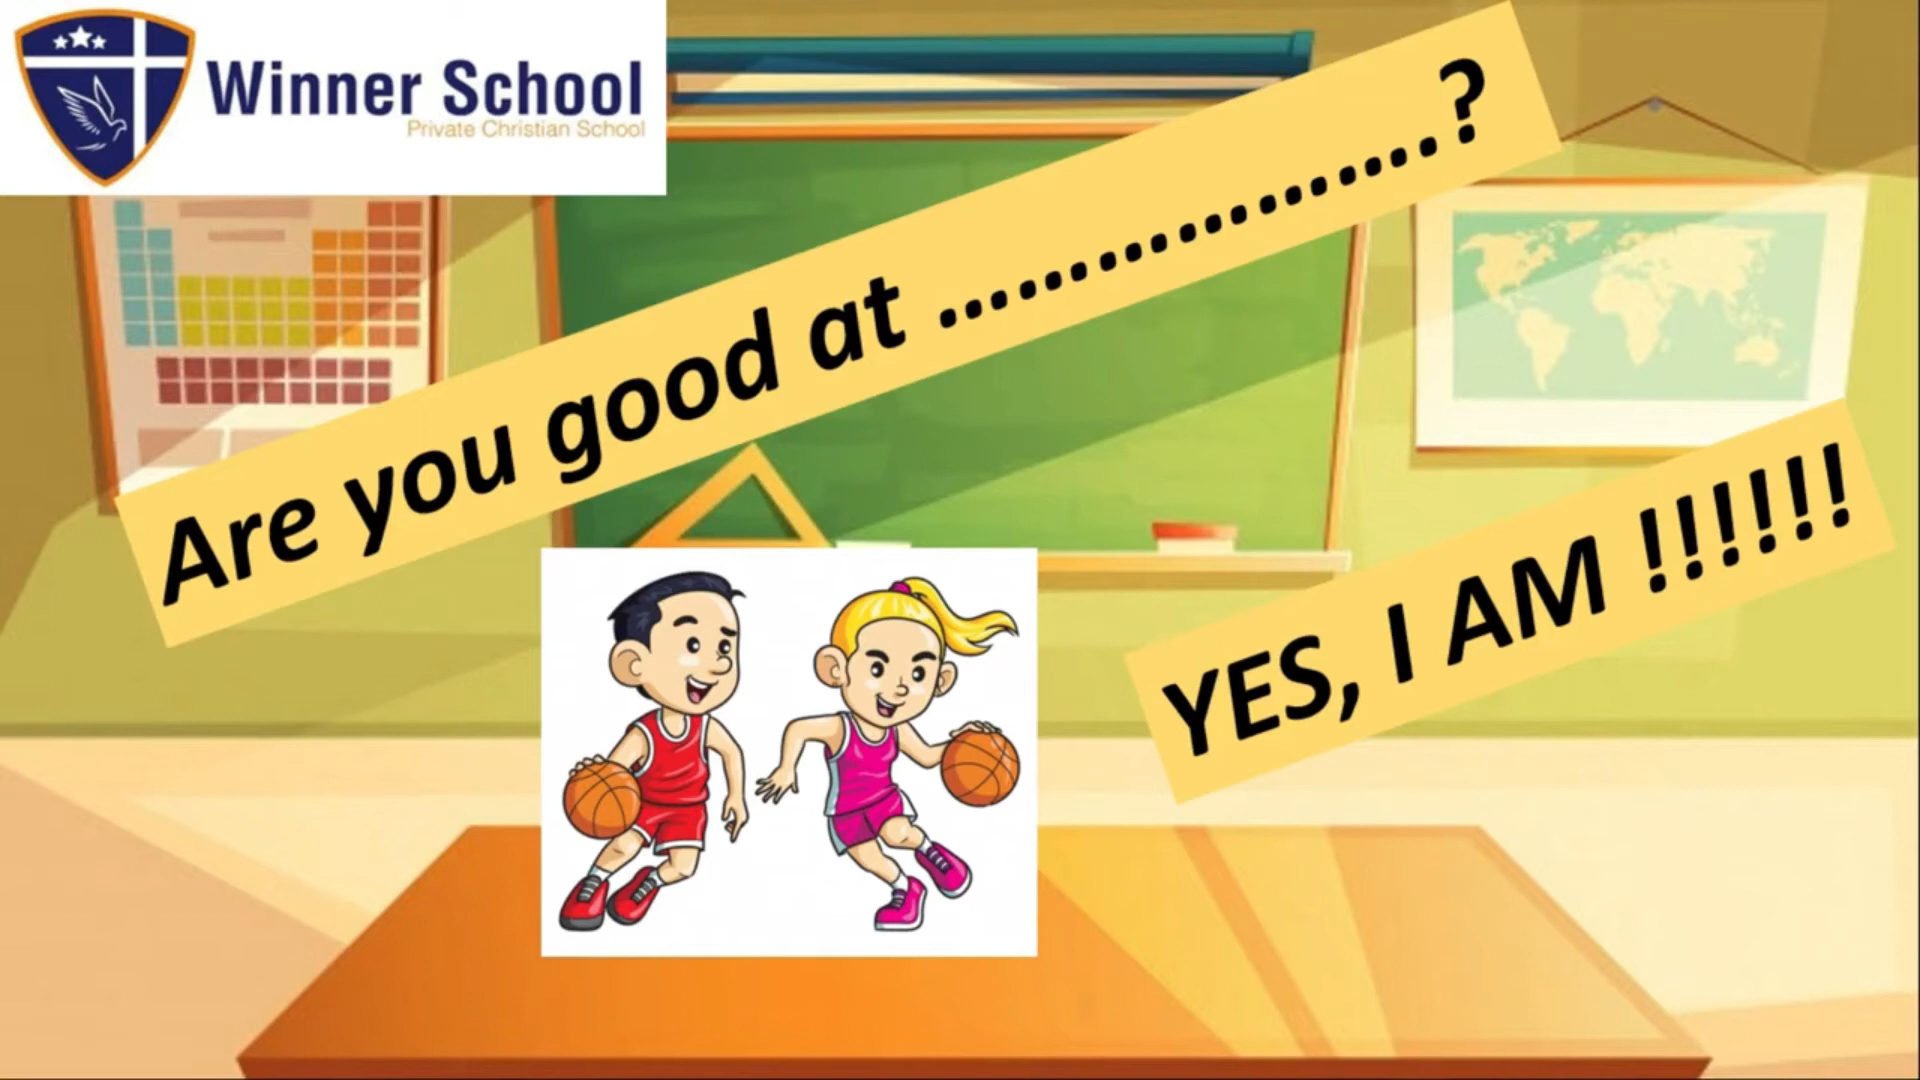 Winner School
Private Christian School
Are you good at ......................?
YES, I AM !!!!!!